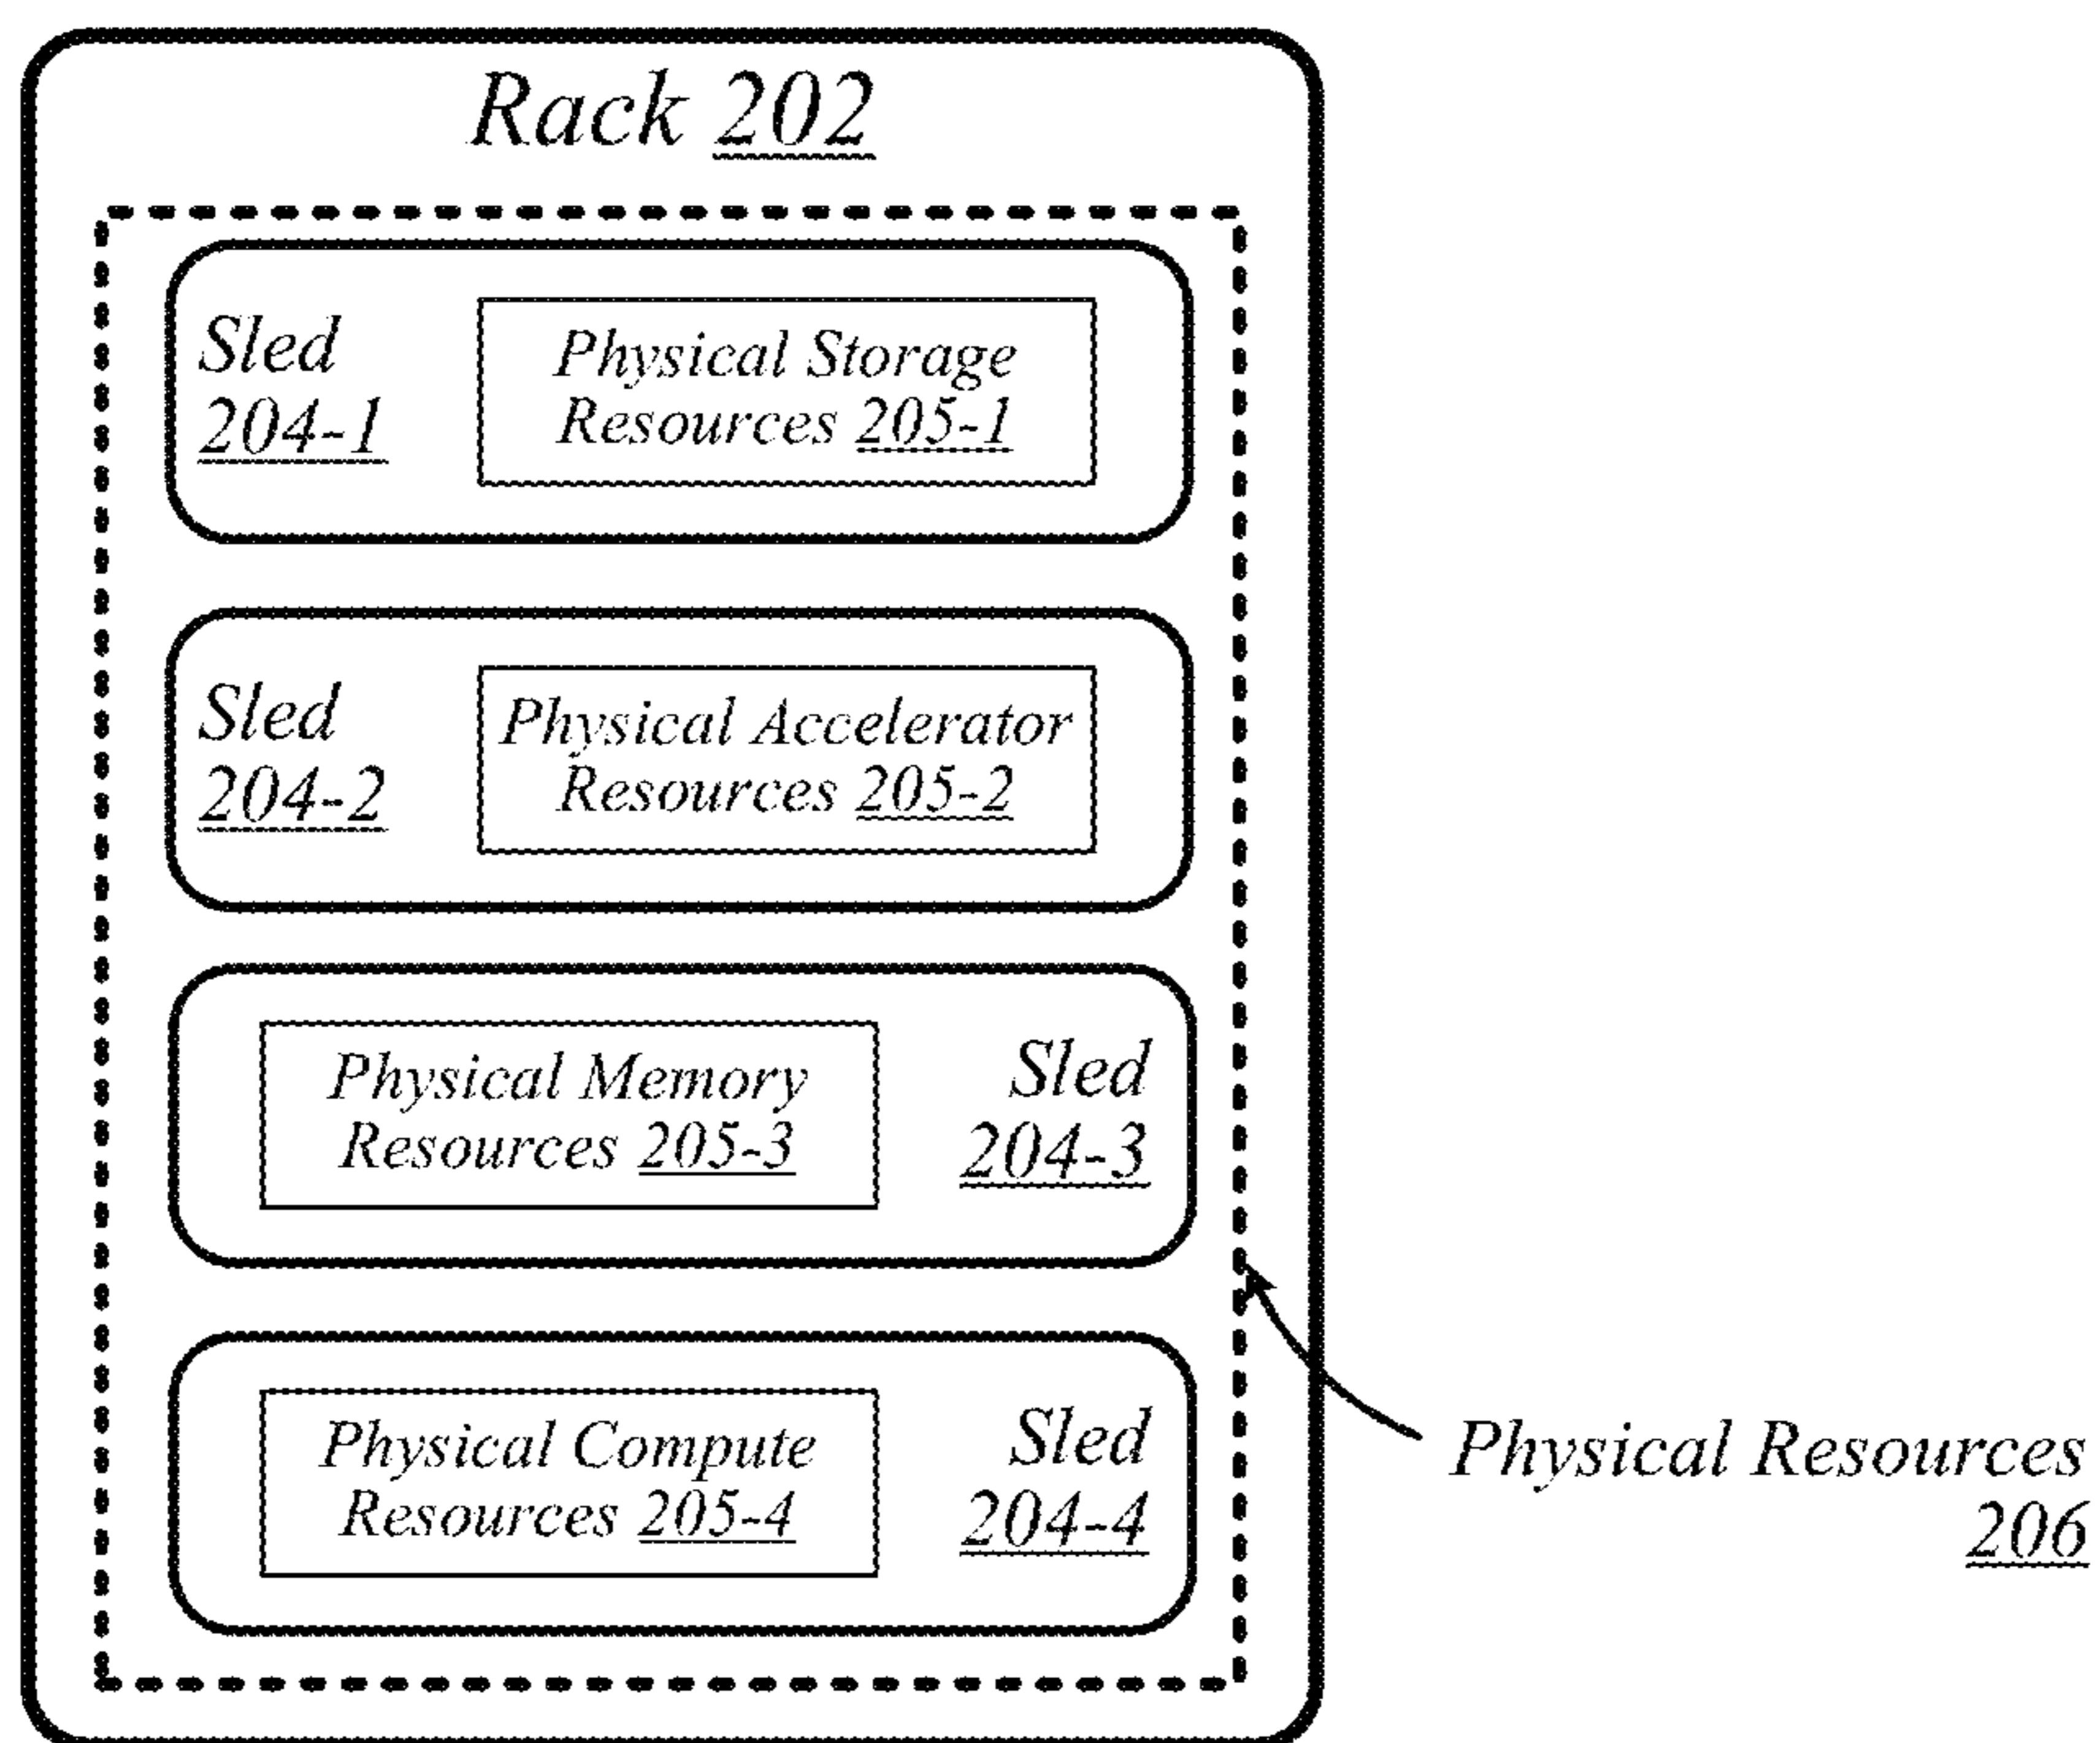 Rack 202
Sled
204-1
Physical Storage
Resources 205-1
Sled
204-2
Physical Accelerator
Resources 205-2
Physical Memory
Resources 205-3
Sled
204-3
Physical Compute
Resources 205-4
Sled
204-4
Physical Resources
206